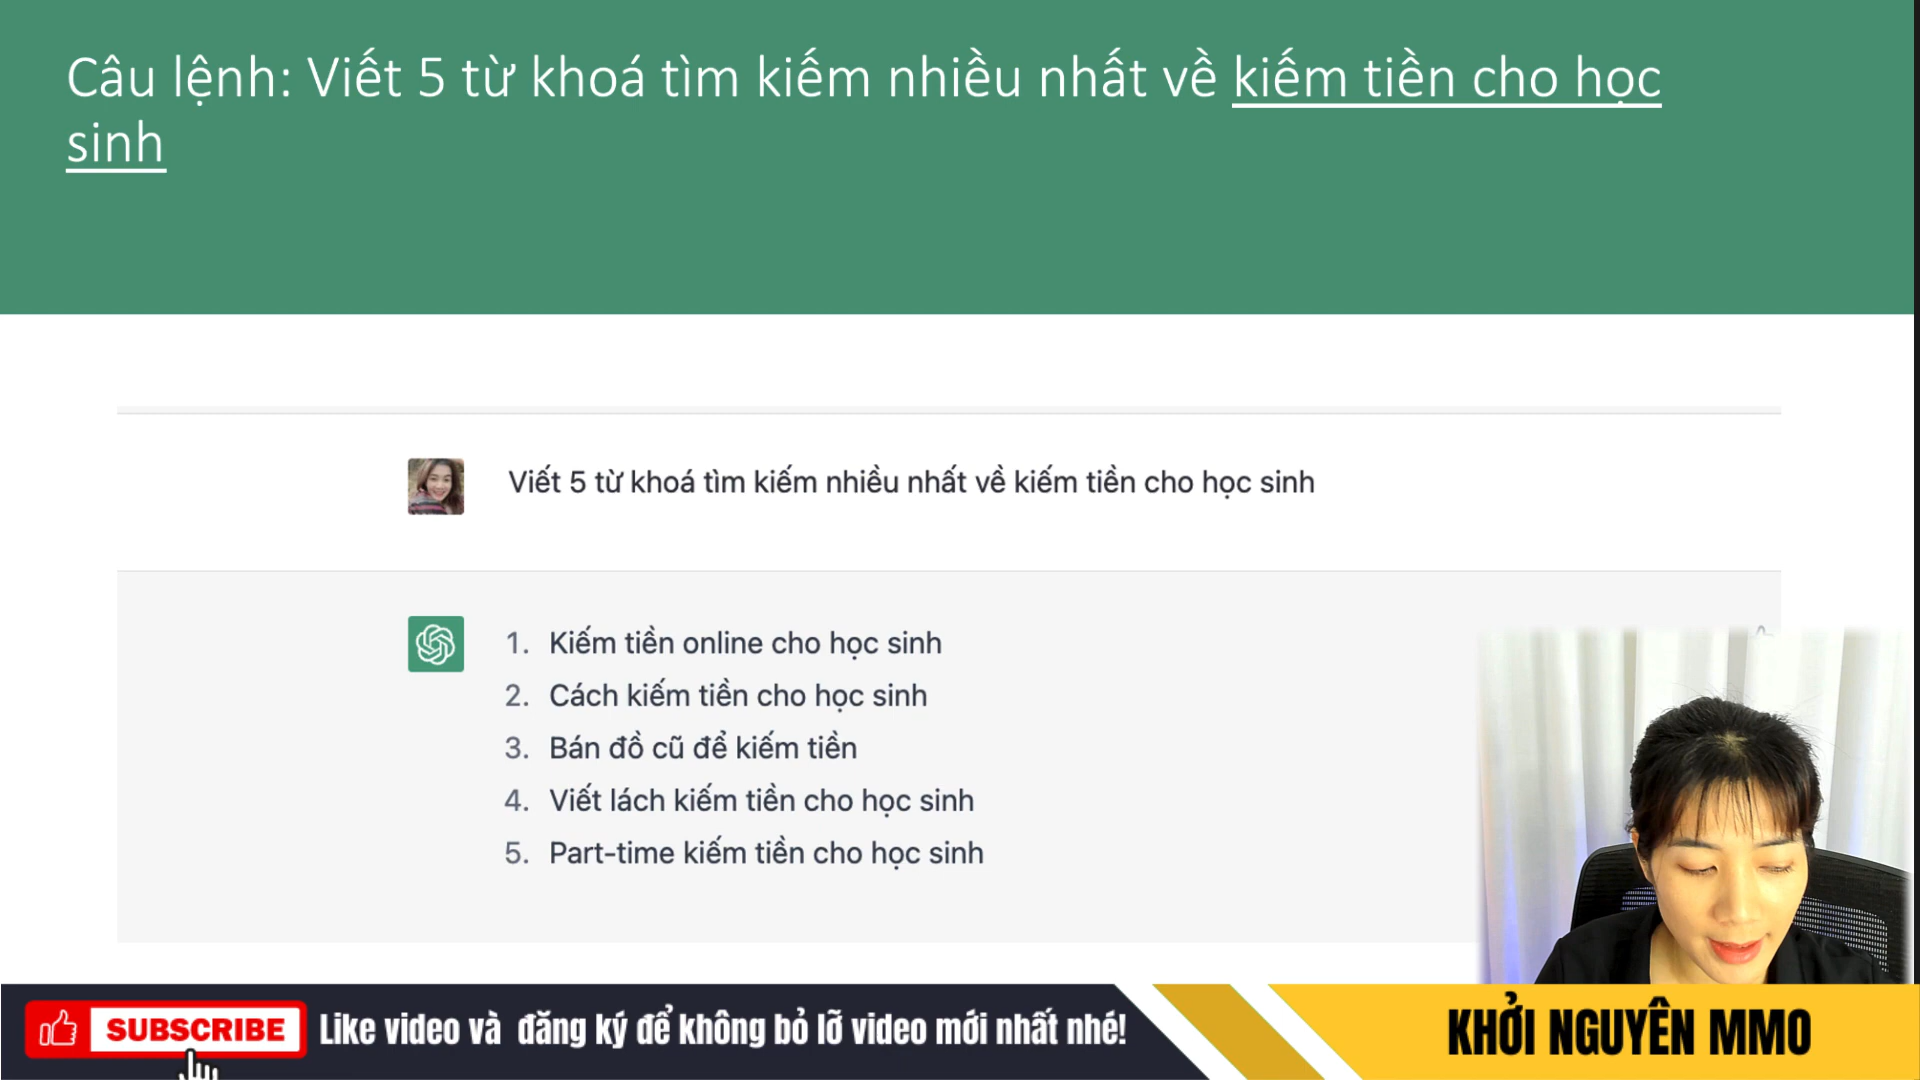 Câu lệnh: Viết 5 từ khoá tìm kiếm nhiều nhất về kiếm tiền cho học
sinh
Viết 5 từ khoá tìm kiếm nhiều nhất về kiếm tiền cho học sinh
1. Kiếm tiền online cho học sinh
2. Cách kiếm tiền cho học sinh
3. Bán đồ cũ để kiếm tiền
4. Viết lách kiếm tiền cho học sinh
5. Part-time kiếm tiền cho học sinh
SUBSCRIBE Like video và đăng ký để không bỏ lỡ video mới nhất nhé! KHỞI NGUYÊN MMO